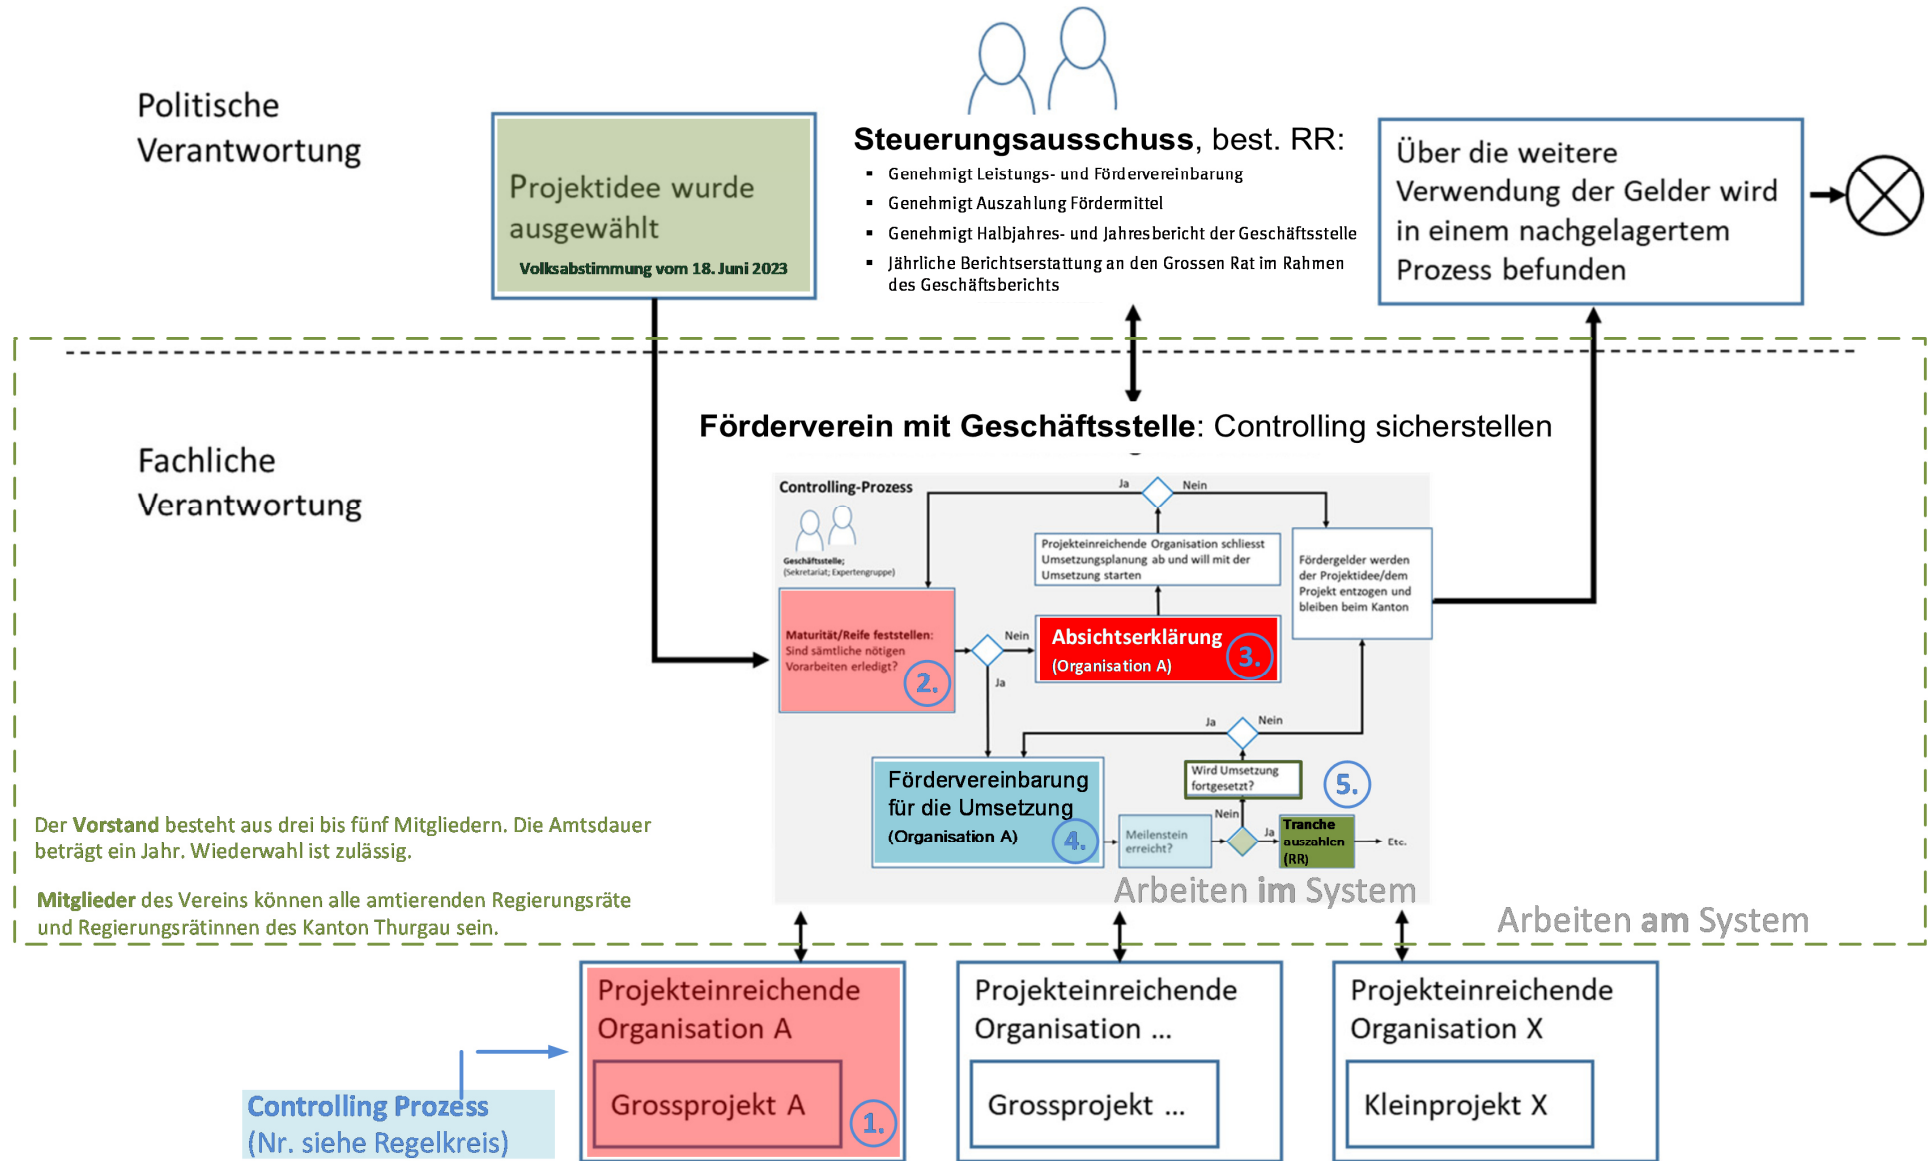 Politische
Verantwortung
Projektidee wurde
ausgewählt
Volksabstimmung vom 18. Juni 2023
Steuerungsausschuss, best. RR:
▪ Genehmigt Leistungs- und Fördervereinbarung
▪ Genehmigt Auszahlung Fördermittel
▪ Genehmigt Halbjahres- und Jahresbericht der Geschäftsstelle
▪ Jährliche Berichtserstattung an den Grossen Rat im Rahmen
des Geschäftsberichts
Über die weitere
Verwendung der Gelder wird
in einem nachgelagertem
Prozess befunden
Fachliche
Verantwortung
Förderverein mit Geschäftsstelle: Controlling sicherstellen
Controlling-Prozess
Geschäftsstelle;
(Sekretariat; Expertengruppe)
Ja
Nein
Projekteinreichende Organisation schliesst
Umsetzungsplanung ab und will mit der
Umsetzung starten
Fördergelder werden
der Projektidee/dem
Projekt entzogen und
bleiben beim Kanton
Maturität/Reife feststellen:
Sind sämtliche nötigen
Vorarbeiten erledigt?
2.
Nein
Ja
Absichtserklärung
(Organisation A)
3.
Ja
Nein
Fördervereinbarung
für die Umsetzung
(Organisation A)
4.
Wird Umsetzung
fortgesetzt?
5.
Nein
Meilenstein
erreicht?
Ja
Tranche
auszahlen
(RR)
Etc.
Arbeiten im System
Arbeiten am System
Der Vorstand besteht aus drei bis fünf Mitgliedern. Die Amtsdauer
beträgt ein Jahr. Wiederwahl ist zulässig.
Mitglieder des Vereins können alle amtierenden Regierungsräte
und Regierungsrätinnen des Kanton Thurgau sein.
Projekteinreichende
Organisation A
Grossprojekt A
1.
Projekteinreichende
Organisation ...
Grossprojekt ...
Projekteinreichende
Organisation X
Kleinprojekt X
Controlling Prozess
(Nr. siehe Regelkreis)